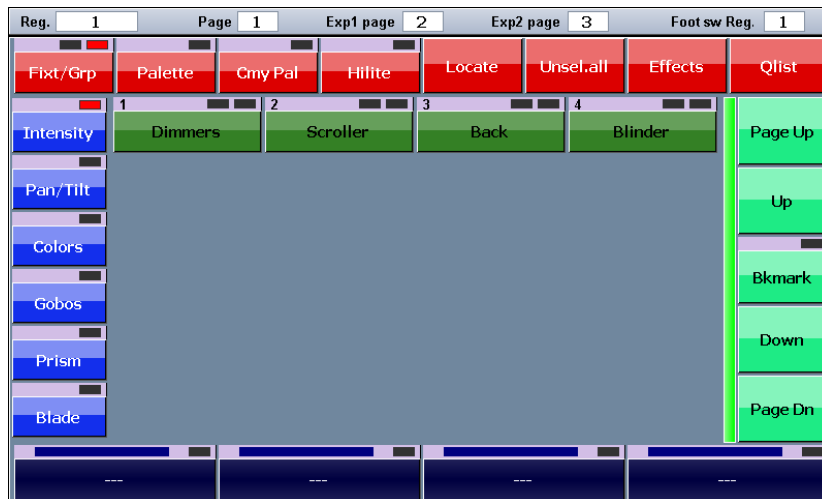 Reg. 1 Page 1 Exp1 page 2 Exp2 page 3 Foot sw Reg. 1
Fixt/Grp Palette Cmy Pal Hilite Locate Unsel.all Effects Qlist
1 2 3 4
Intensity Dimmers Scroller Back Blinder Page Up
Pan/Tilt Up
Colors
Gobos Bkmark
Prism Down
Blade Page Dn
--- --- --- ---